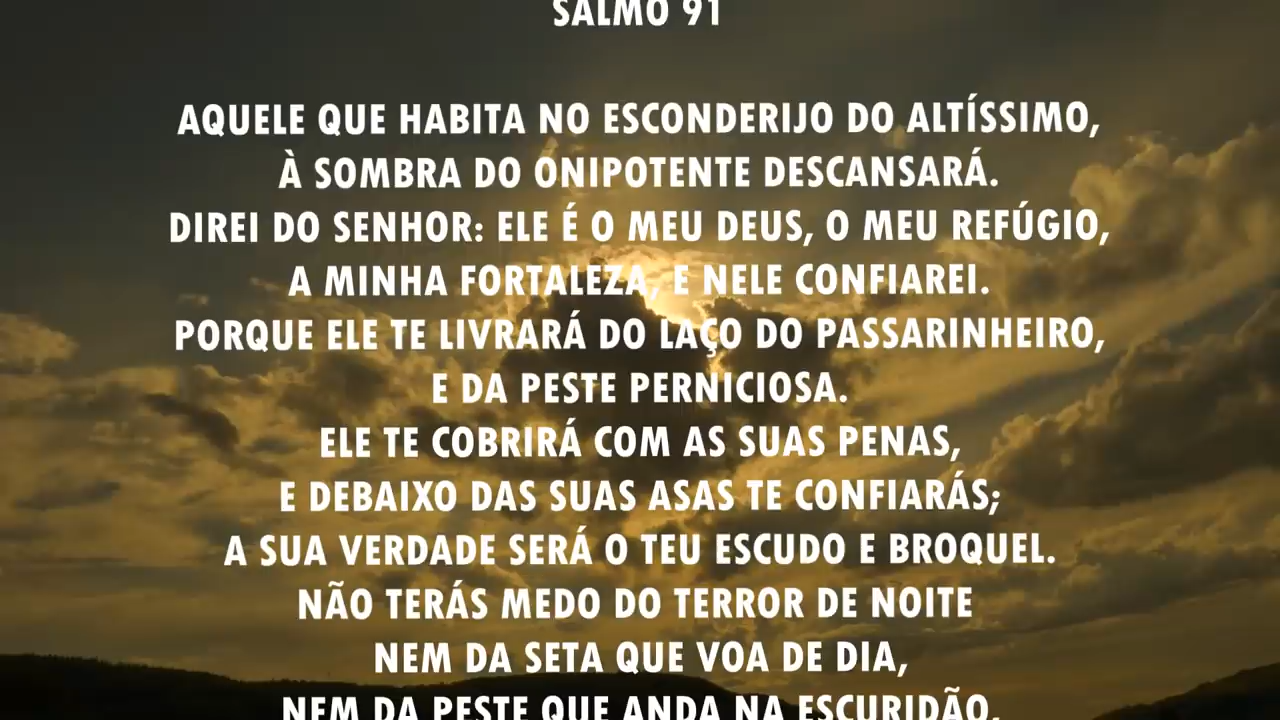 SALMO 91
AQUELE QUE HABITA NO ESCONDERIJO DO ALTÍSSIMO,
À SOMBRA DO ONIPOTENTE DESCANSARÁ.
DIREI DO SENHOR: ELE É O MEU DEUS, O MEU REFÚGIO,
A MINHA FORTALEZA, E NELE CONFIAREI.
PORQUE ELE TE LIVRARÁ DO LAÇO DO PASSARINHEIRO,
E DA PESTE PERNICIOSA.
ELE TE COBRIRÁ COM AS SUAS PENAS,
E DEBAIXO DAS SUAS ASAS TE CONFIARÁS;
A SUA VERDADE SERÁ O TEU ESCUDO E BROQUEL.
NÃO TERÁS MEDO DO TERROR DE NOITE
NEM DA SETA QUE VOA DE DIA,
NEM DA PESTE QUE ANDA NA ESCURIDÃO,